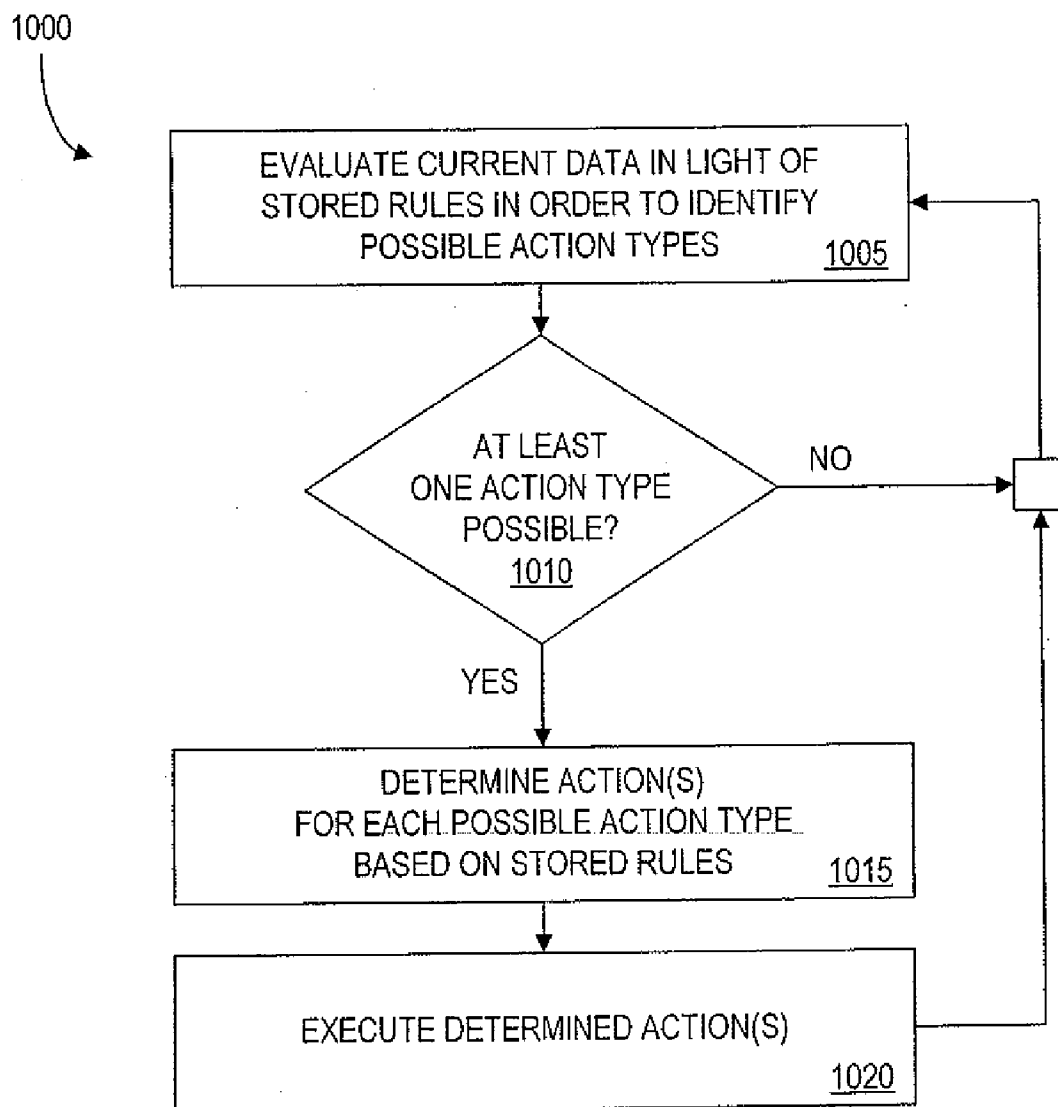 1000
EVALUATE CURRENT DATA IN LIGHT OF
STORED RULES IN ORDER TO IDENTIFY
POSSIBLE ACTION TYPES
1005
AT LEAST
ONE ACTION TYPE
POSSIBLE?
1010
NO
YES
DETERMINE ACTION(S)
FOR EACH POSSIBLE ACTION TYPE
BASED ON STORED RULES
1015
EXECUTE DETERMINED ACTION(S)
1020